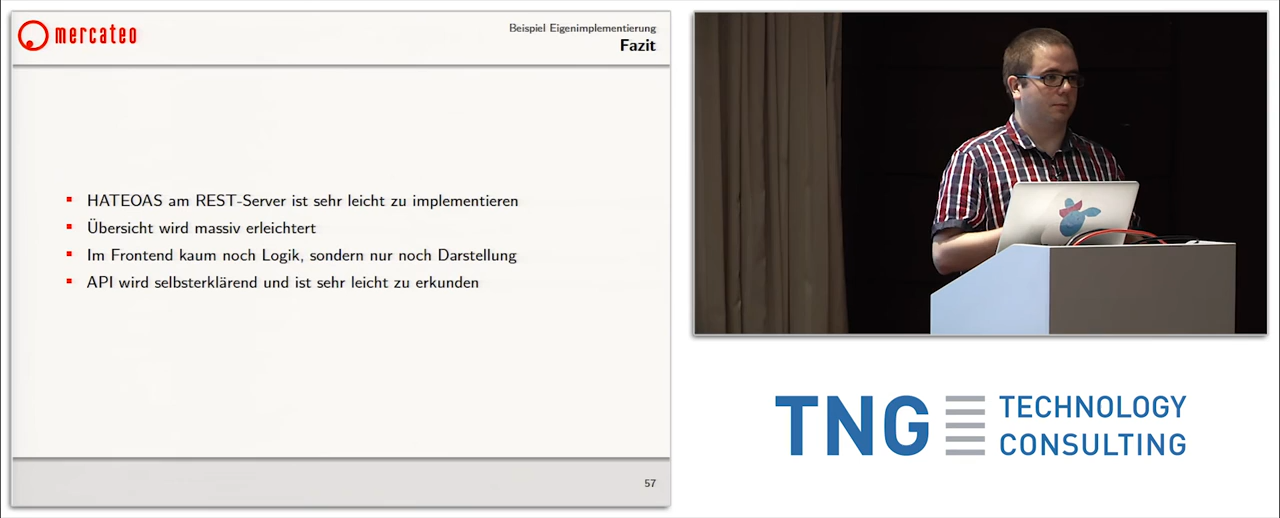 mercateo
Beispiel Eigenimplementierung
Fazit
HATEOAS am REST-Server ist sehr leicht zu implementieren
Übersicht wird massiv erleichtert
Im Frontend kaum noch Logik, sondern nur noch Darstellung
API wird selbsterklärend und ist sehr leicht zu erkunden
57
TNG TECHNOLOGY
CONSULTING